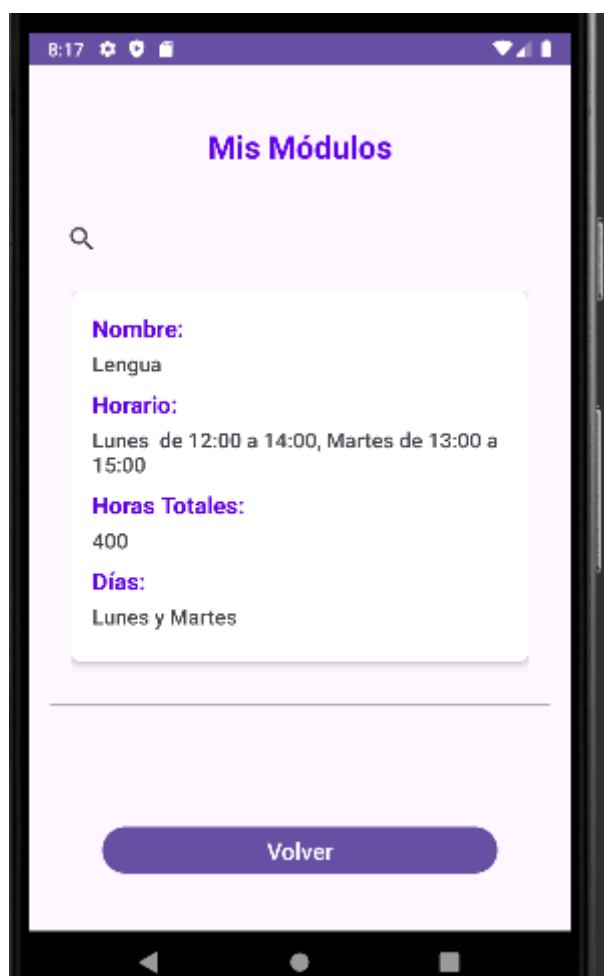 8:17
Mis Módulos
Nombre:
Lengua
Horario:
Lunes  de 12:00 a 14:00, Martes de 13:00 a
15:00
Horas Totales:
400
Días:
Lunes y Martes
Volver